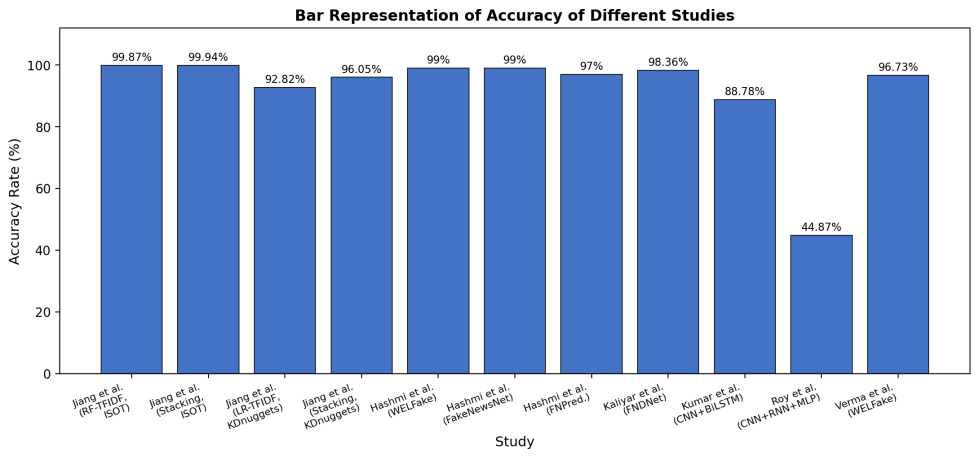 Bar Representation of Accuracy of Different Studies
Accuracy Rate (%)
100
80
60
40
20
0
99.87%
99.94%
92.82%
96.05%
99%
99%
97%
98.36%
88.78%
44.87%
96.73%
Jiang et al.
(RF-TFIDF,
ISOT)
Jiang et al.
(Stacking,
ISOT)
Jiang et al.
(LR-TFIDF,
KDnuggets)
Jiang et al.
(Stacking,
KDnuggets)
Hashmi et al.
(WELFake)
Hashmi et al.
(FakeNewsNet)
Hashmi et al.
(FNPred.)
Kaliyar et al.
(FNDNet)
Kumar et al.
(CNN+BiLSTM)
Roy et al.
(CNN+RNN+MLP)
Verma et al.
(WELFake)
Study